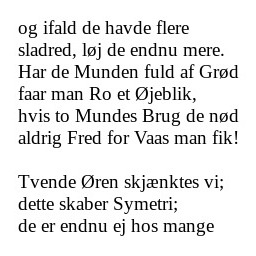 og ifald de havde flere
sladred, løj de endnu mere.
Har de Munden fuld af Grød
faar man Ro et Øjeblik,
hvis to Mundes Brug de nød
aldrig Fred for Vaas man fik!

Tvende Øren skjænktes vi;
dette skaber Symetri;
de er endnu ej hos mange